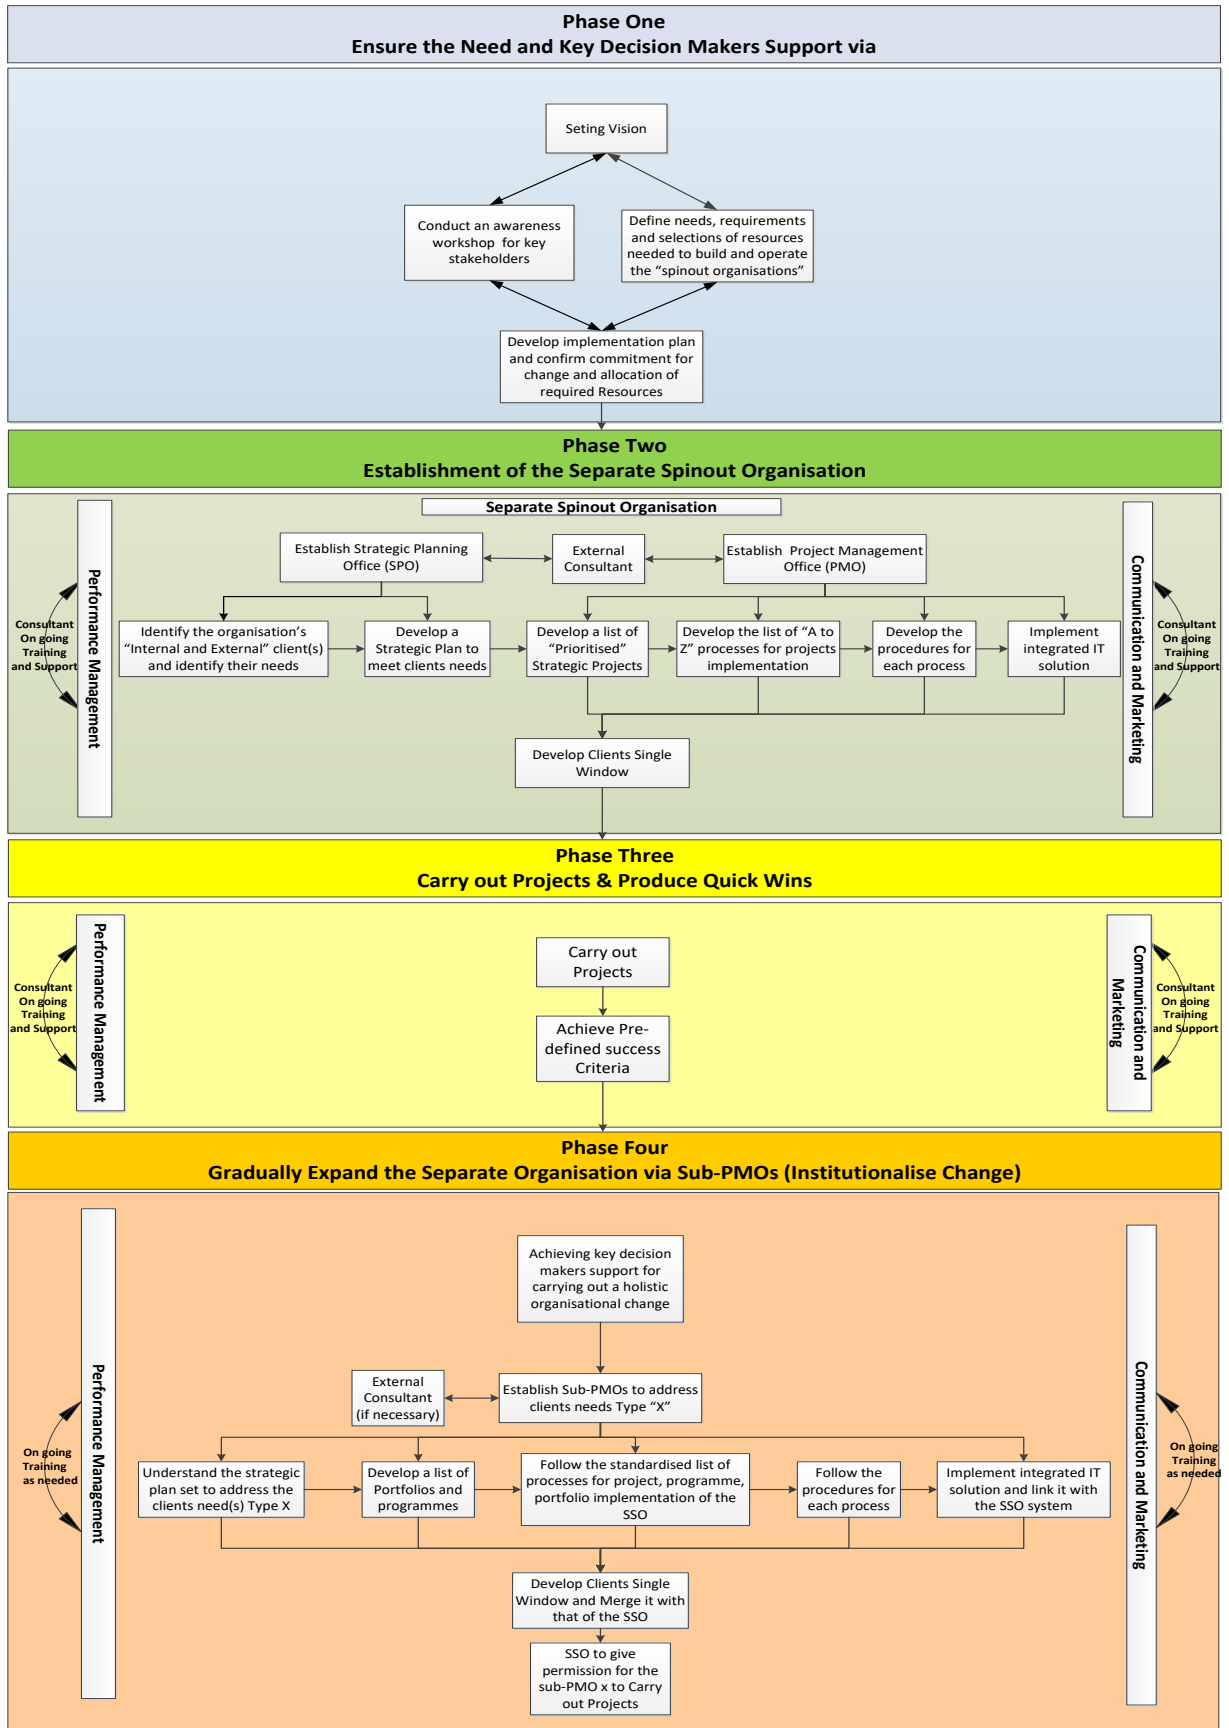 Phase One
Ensure the Need and Key Decision Makers Support via
Seting Vision
Conduct an awareness
workshop for key
stakeholders
Define needs, requirements
and selections of resources
needed to build and operate
the “spinout organisations”
Develop implementation plan
and confirm commitment for
change and allocation of
required Resources
Phase Two
Establishment of the Separate Spinout Organisation
Separate Spinout Organisation
Performance Management
Consultant
On going
Training
and Support
Establish Strategic Planning
Office (SPO)
External
Consultant
Establish Project Management
Office (PMO)
Identify the organisation’s
“Internal and External” client(s)
and identify their needs
Develop a
Strategic Plan to
meet clients needs
Develop a list of
“Prioritised”
Strategic Projects
Develop the list of “A to
Z” processes for projects
implementation
Develop the
procedures for
each process
Implement
integrated IT
solution
Develop Clients Single
Window
Communication and Marketing
Consultant
On going
Training
and Support
Phase Three
Carry out Projects & Produce Quick Wins
Performance Management
Consultant
On going
Training
and Support
Carry out
Projects
Achieve Pre-
defined success
Criteria
Communication and
Marketing
Consultant
On going
Training
and Support
Phase Four
Gradually Expand the Separate Organisation via Sub-PMOs (Institutionalise Change)
Performance Management
On going
Training
as needed
Achieving key decision
makers support for
carrying out a holistic
organisational change
External
Consultant
(if necessary)
Establish Sub-PMOs to address
clients needs Type “X”
Understand the strategic
plan set to address the
clients need(s) Type X
Develop a list of
Portfolios and
programmes
Follow the standardised list of
processes for project, programme,
portfolio implementation of the
SSO
Follow the
procedures for
each process
Implement integrated IT
solution and link it with
the SSO system
Develop Clients Single
Window and Merge it with
that of the SSO
SSO to give
permission for the
sub-PMO x to Carry
out Projects
Communication and Marketing
On going
Training
as needed